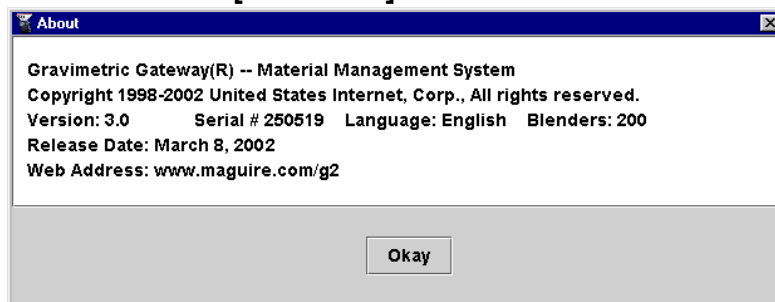 About
Gravimetric Gateway(R) -- Material Management System
Copyright 1998-2002 United States Internet, Corp., All rights reserved.
Version: 3.0 Serial # 250519 Language: English Blenders: 200
Release Date: March 8, 2002
Web Address: www.maguire.com/g2
Okay